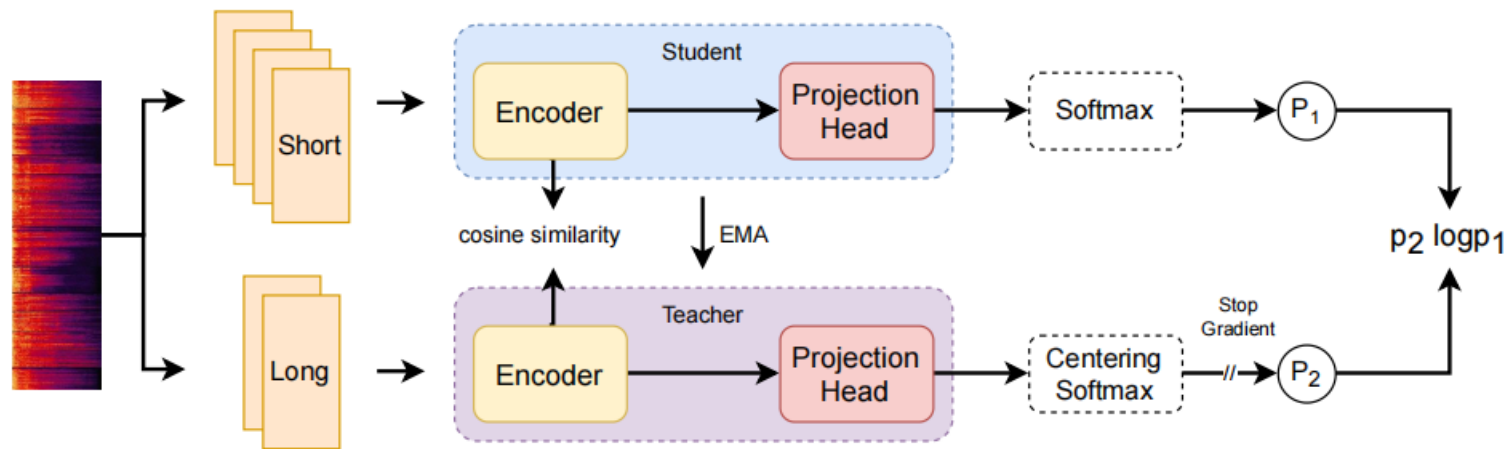 Student
Short
Encoder
Projection
Head
Softmax
P1
cosine similarity
EMA
p2 logp1
Teacher
Long
Encoder
Projection
Head
Centering
Softmax
Stop
Gradient
//
P2